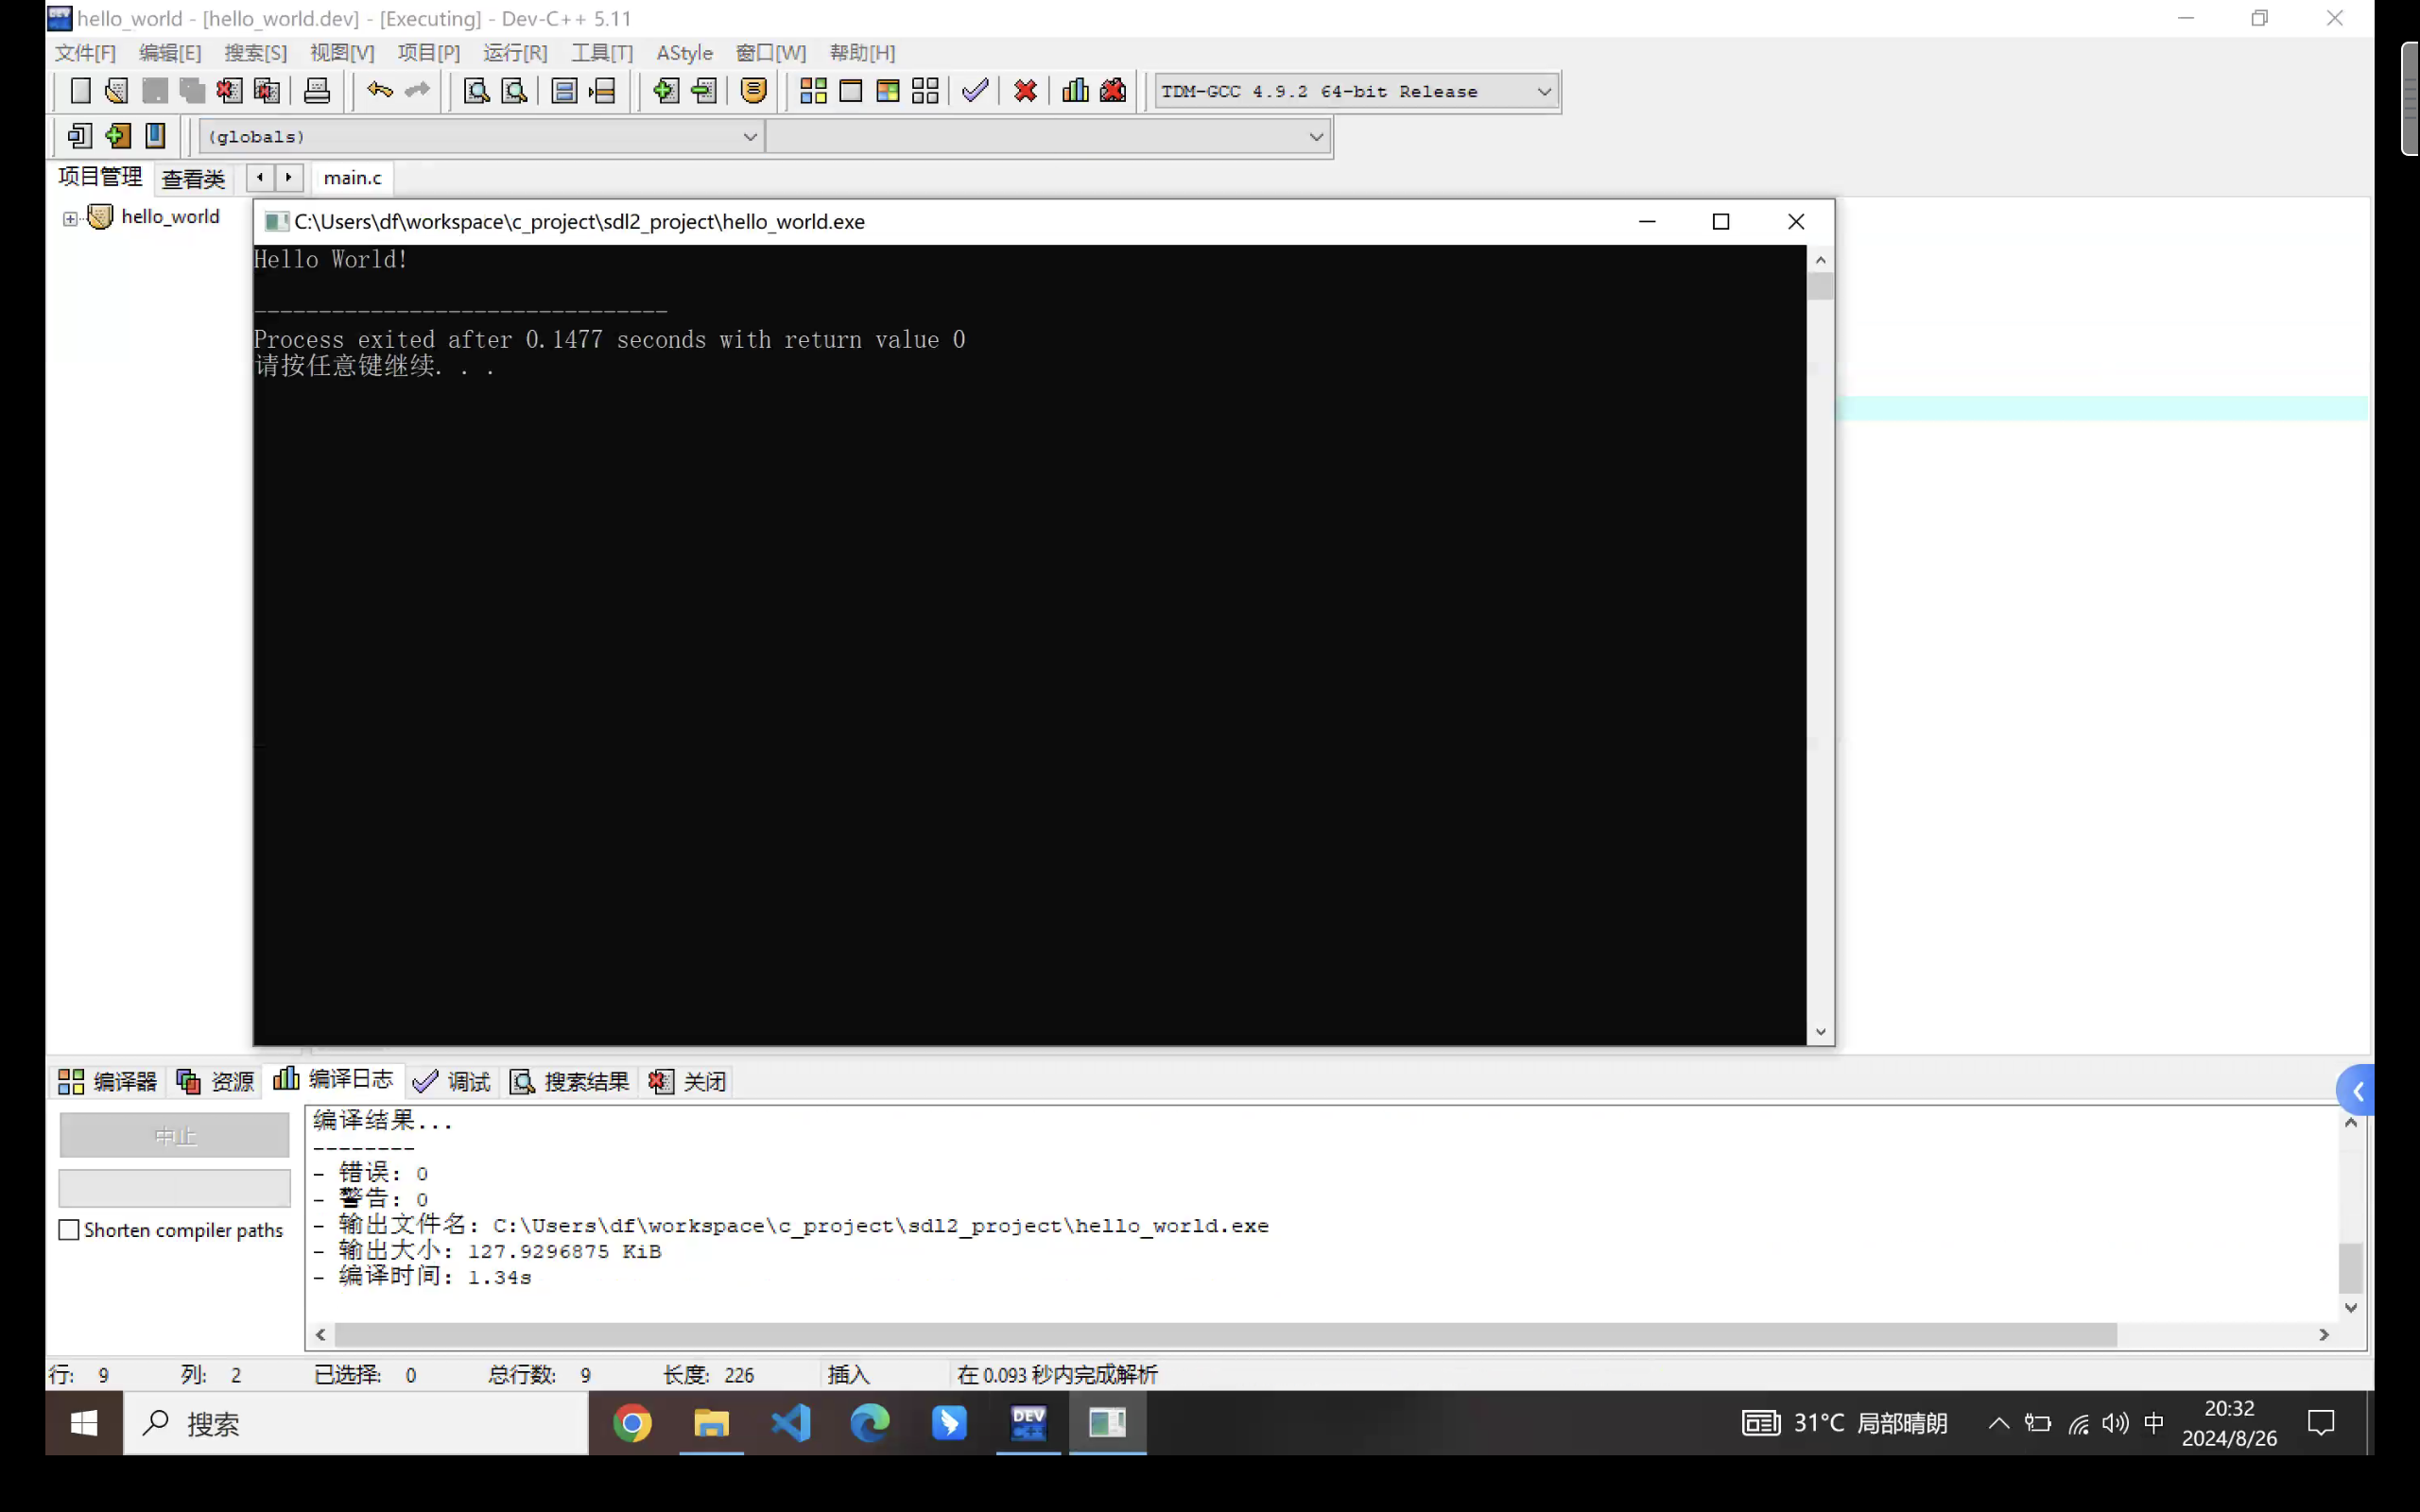 hello_world - [hello_world.dev] - [Executing] - Dev-C++ 5.11
文件[F] 编辑[E] 搜索[S] 视图[V] 项目[P] 运行[R] 工具[T] AStyle 窗口[W] 帮助[H]
TDM-GCC 4.9.2 64-bit Release
(globals)
项目管理 查看类 main.c
hello_world
C:\Users\df\workspace\c_project\sdl2_project\hello_world.exe
Hello World!
--------------------------------
Process exited after 0.1477 seconds with return value 0
请按任意键继续. . .
编译器 资源 编译日志 调试 搜索结果 关闭
中止
Shorten compiler paths
编译结果...
--------
- 错误: 0
- 警告: 0
- 输出文件名: C:\Users\df\workspace\c_project\sdl2_project\hello_world.exe
- 输出大小: 127.9296875 KiB
- 编译时间: 1.34s
行: 9 列: 2 已选择: 0 总行数: 9 长度: 226 插入 在 0.093 秒内完成解析
搜索
DEV
31°C 局部晴朗
中
20:32
2024/8/26